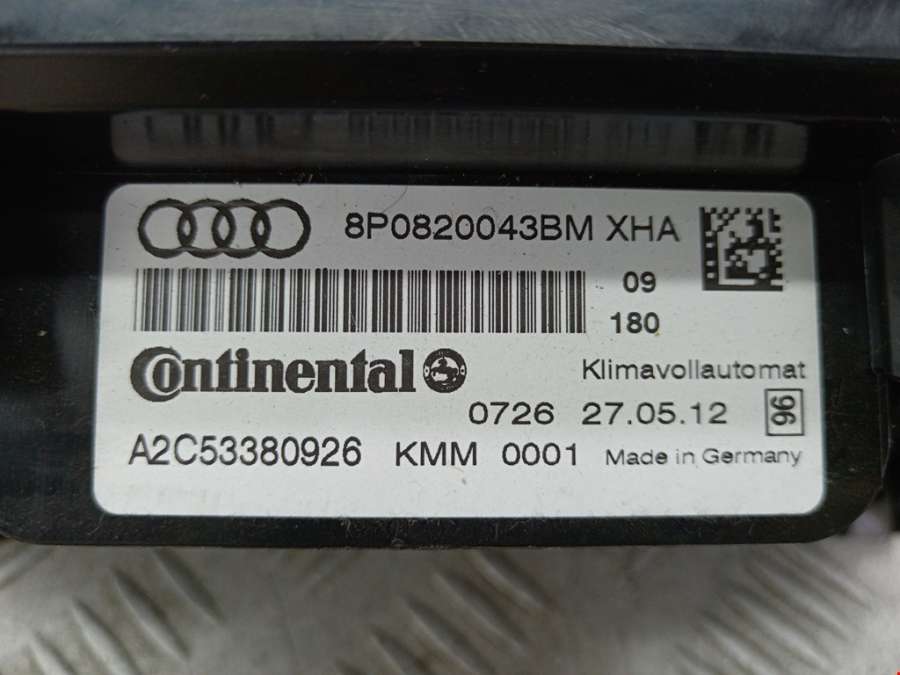 8P0820043BM XHA
09
180
Continental
Klimavollautomat
0726 27.05.12 96
A2C53380926 KMM 0001 Made in Germany